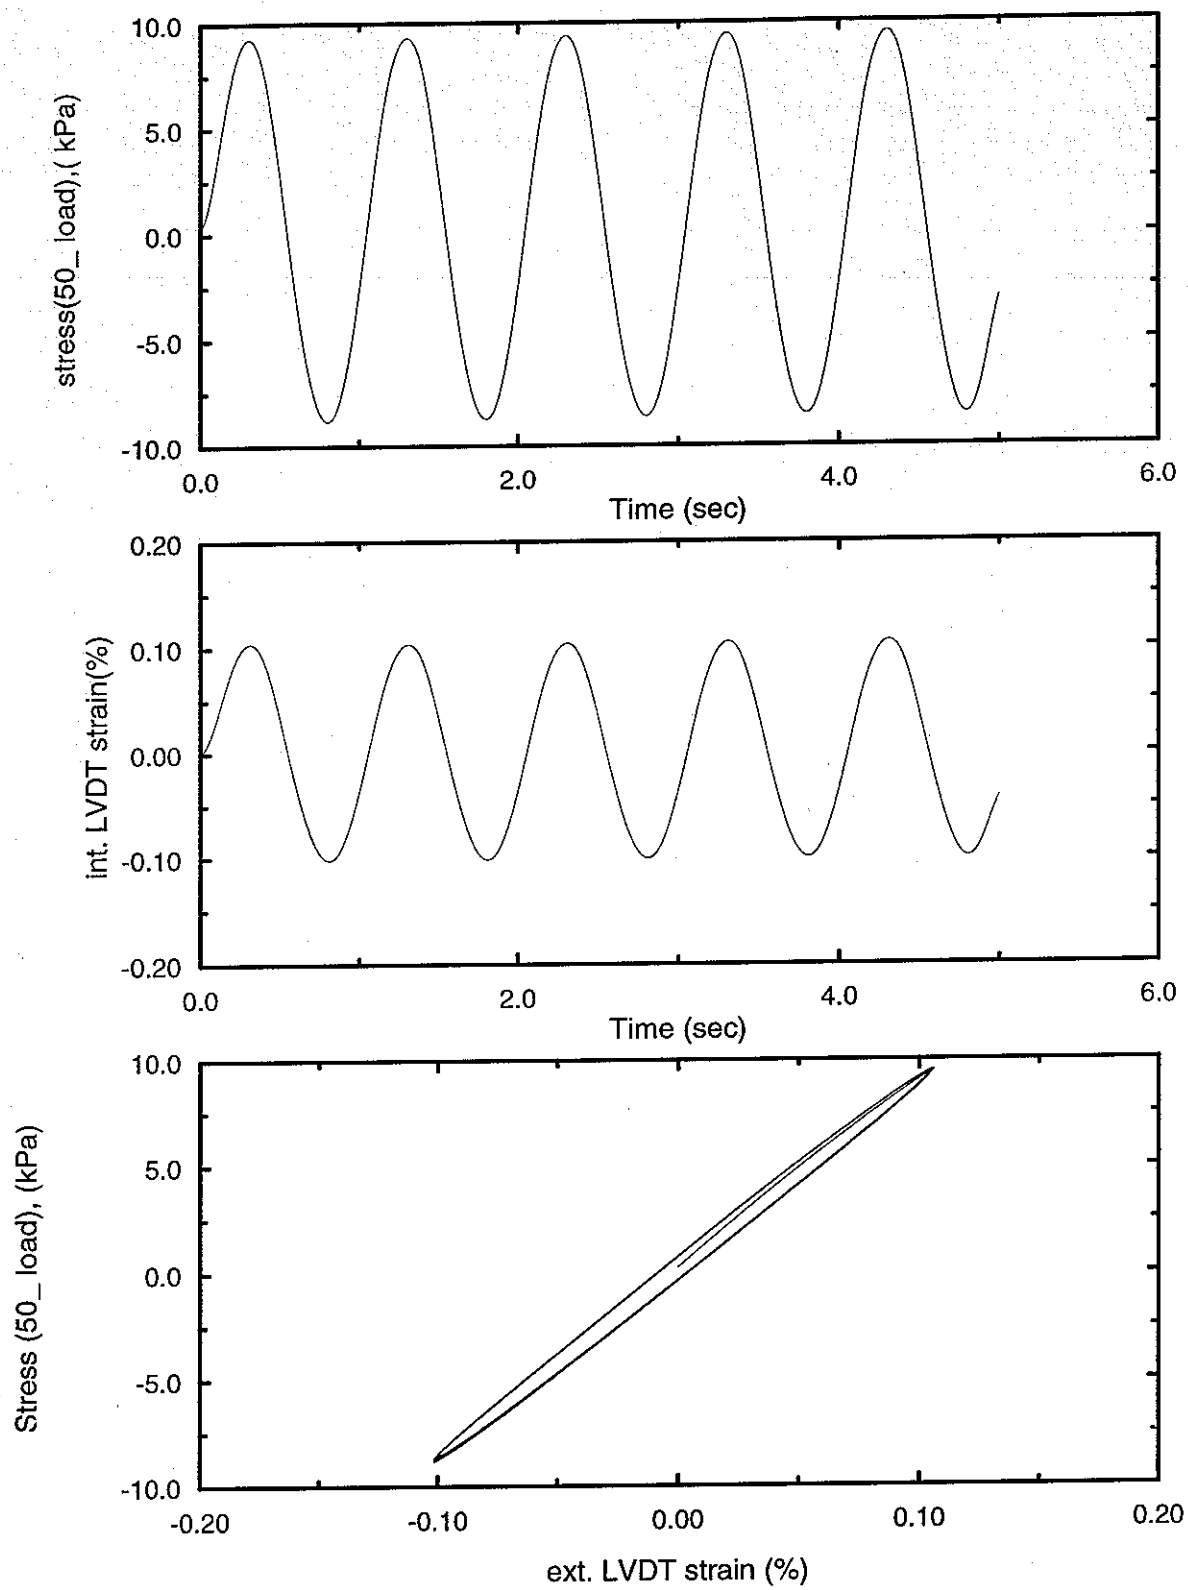 10.0
5.0
0.0
-5.0
-10.0
stress(50_ load),( kPa)
0.0 2.0 4.0 6.0
Time (sec)
0.20
0.10
0.00
-0.10
-0.20
int. LVDT strain(%)
0.0 2.0 4.0 6.0
Time (sec)
10.0
5.0
0.0
-5.0
-10.0
Stress (50_ load), (kPa)
-0.20 -0.10 0.00 0.10 0.20
ext. LVDT strain (%)